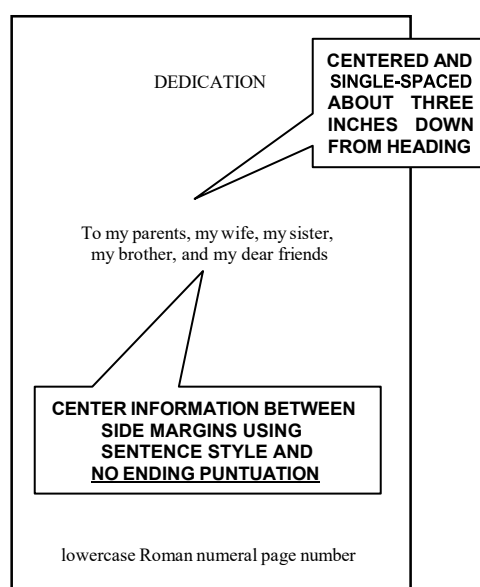 DEDICATION
CENTERED AND
SINGLE-SPACED
ABOUT THREE
INCHES DOWN
FROM HEADING
To my parents, my wife, my sister,
my brother, and my dear friends
CENTER INFORMATION BETWEEN
SIDE MARGINS USING
SENTENCE STYLE AND
NO ENDING PUNTUATION
lowercase Roman numeral page number